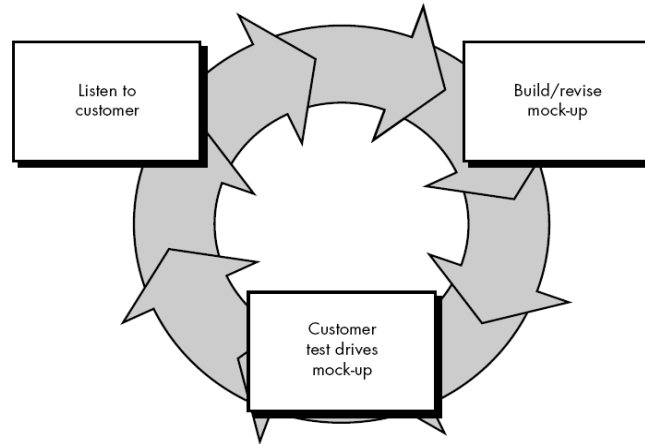 Listen to
customer
Build/revise
mock-up
Customer
test drives
mock-up